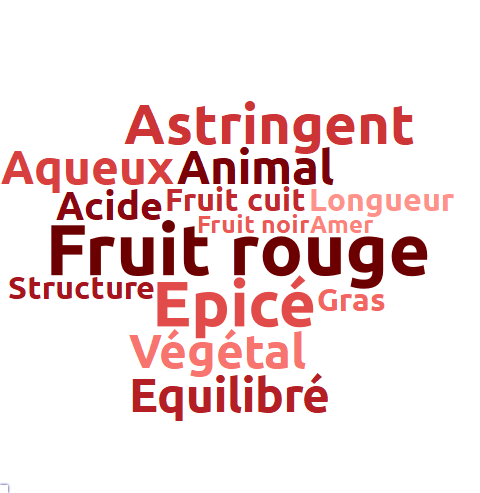 Astringent
Aqueux Animal
Acide Fruit cuit Longueur
Fruit noir Amer
Fruit rouge
Structure Epicé Gras
Végétal
Equilibré